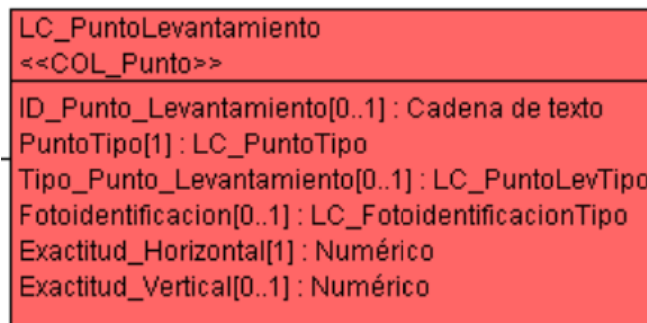 LC_PuntoLevantamiento
<<COL_Punto>>
ID_Punto_Levantamiento[0..1] : Cadena de texto
PuntoTipo[1] : LC_PuntoTipo
Tipo_Punto_Levantamiento[0..1] : LC_PuntoLevTipo
Fotoidentificacion[0..1] : LC_FotoidentificacionTipo
Exactitud_Horizontal[1] : Numérico
Exactitud_Vertical[0..1] : Numérico